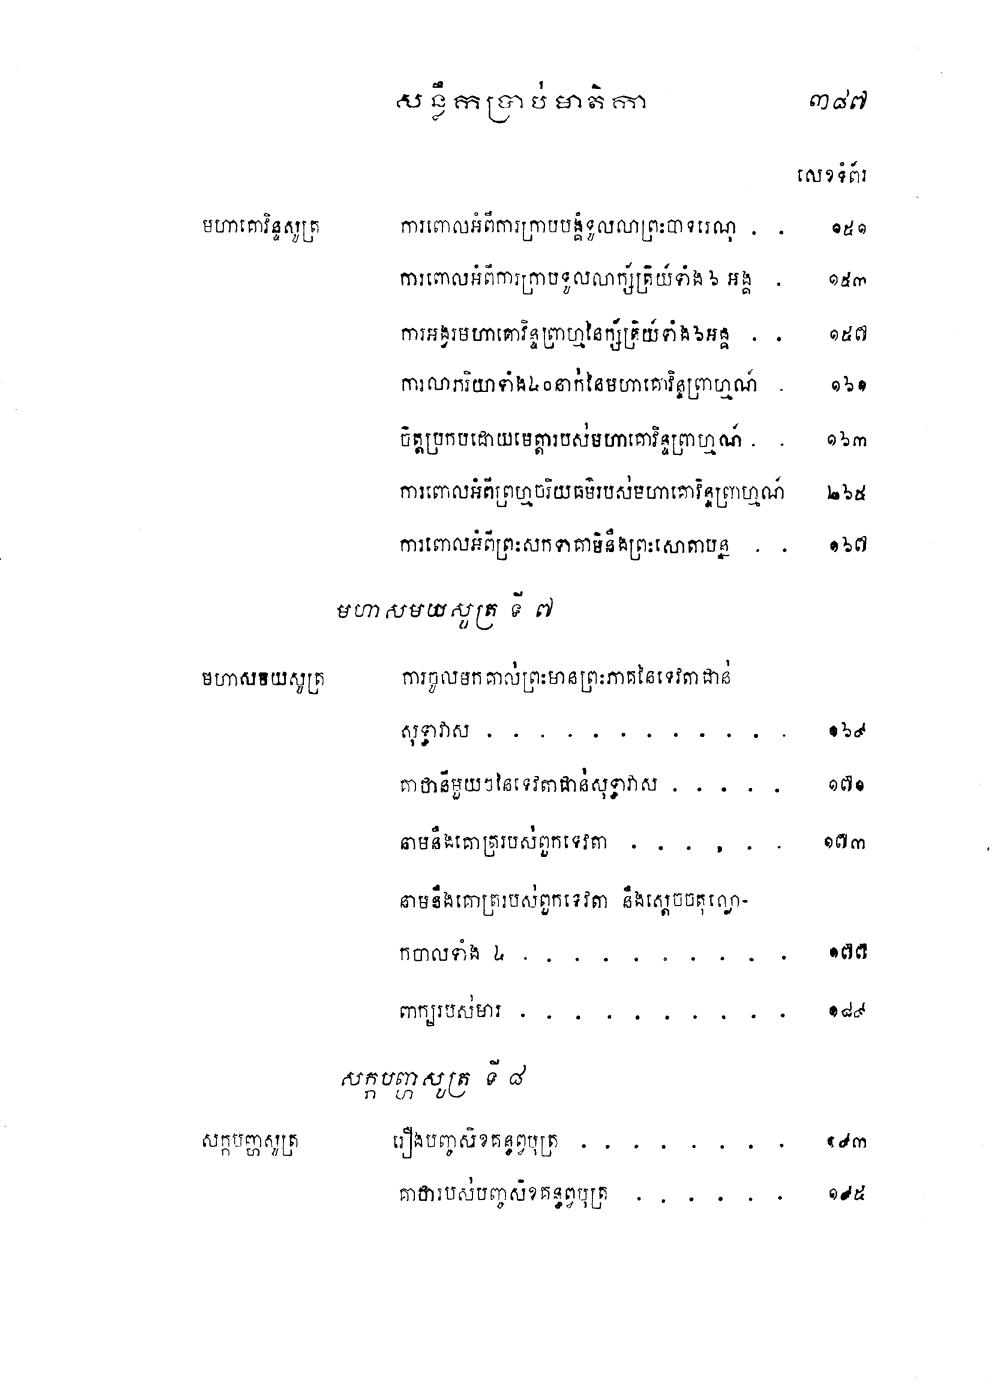 សន្លឹកប្រាប់មាតិកា ៣៨៧
លេខទំព័រ
មហាគោវិន្ទសូត្រ ការពោលអំពីការក្រាបបង្គំទូលលាព្រះបាទរេណុ . . ១៥១
ការពោលអំពីការក្រាបទូលលាក្ស័ត្រិយ៍ទាំង ៦ អង្គ . ១៥៣
ការអង្វរមហាគោវិន្ទព្រាហ្មនៃក្ស័ត្រិយ៍ទាំង៦អង្គ . . ១៥៧
ការលាភរិយាទាំង៤០នាក់នៃមហាគោវិន្ទព្រាហ្មណ៍ . ១៦១
ចិត្តប្រកបដោយមេត្តារបស់មហាគោវិន្ទព្រាហ្មណ៍ . . ១៦៣
ការពោលអំពីព្រហ្មចរិយធម៌របស់មហាគោវិន្ទព្រាហ្មណ៍ ២៦៥
ការពោលអំពីព្រះសកទាគាមិនឹងព្រះសោតាបន្ន . . ១៦៧
មហាសមយសូត្រ ទី ៧
មហាសមយសូត្រ ការចូលមកគាល់ព្រះមានព្រះភាគនៃទេវតាជាន់
សុទ្ធាវាស . . . . . . . . . . . . ១៦៩
គាថានីមួយៗនៃទេវតាជាន់សុទ្ធាវាស . . . . . ១៧១
នាមនឹងគោត្ររបស់ពួកទេវតា . . . . . . ១៧៣
នាមនឹងគោត្ររបស់ពួកទេវតា នឹងស្តេចចតុល្លោ-
កបាលទាំង ៤ . . . . . . . . . . ១៧៧
ពាក្យរបស់មារ . . . . . . . . . . ១៨៩
សក្កបញ្ហសូត្រ ទី ៨
សក្កបញ្ហសូត្រ រឿងបញ្ចសិខគន្ធព្វបុត្រ . . . . . . . . ១៩៣
គាថារបស់បញ្ចសិខគន្ធព្វបុត្រ . . . . . . ១៩៥